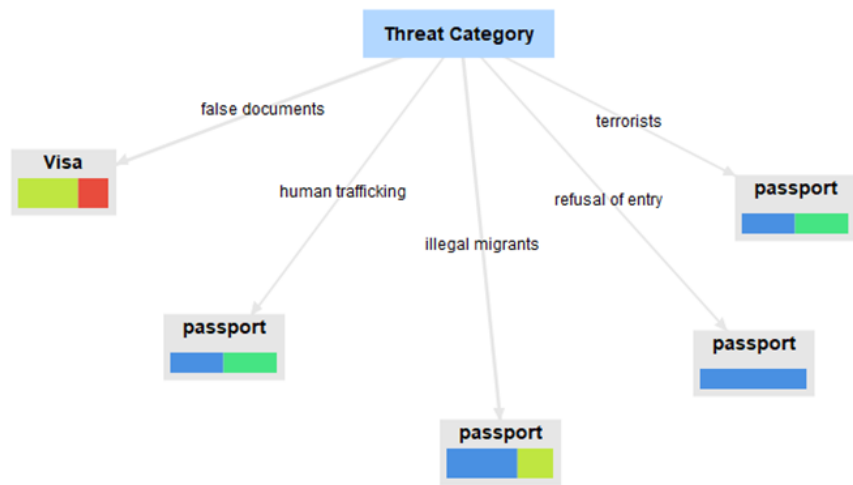 Threat Category
false documents
terrorists
Visa
passport
human trafficking
refusal of entry
illegal migrants
passport
passport
passport